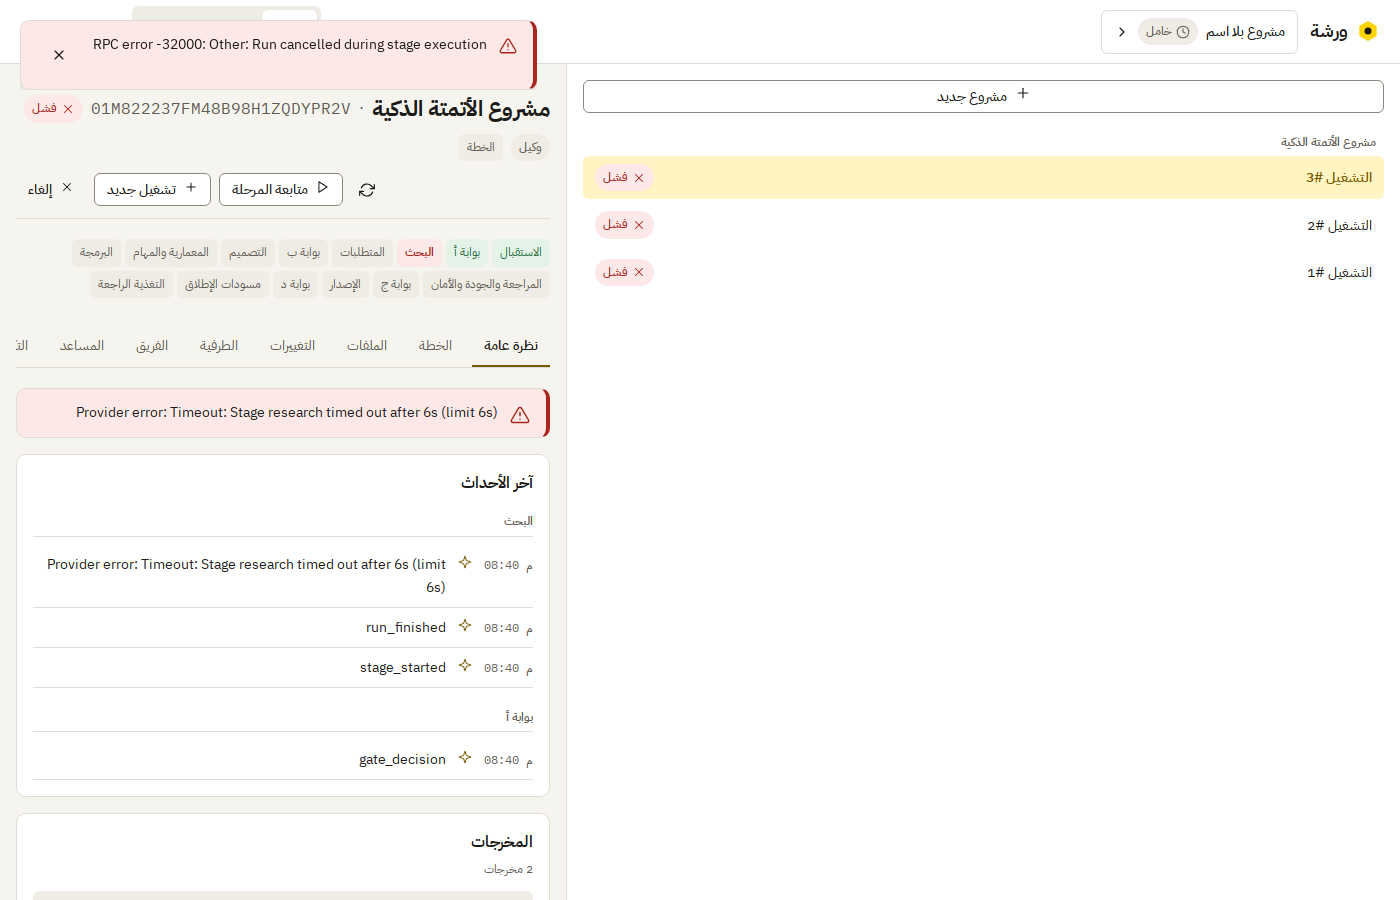 ورشة
مشروع بلا اسم
خامل
RPC error -32000: Other: Run cancelled during stage execution
مشروع جديد
مشروع الأتمتة الذكية
التشغيل #3
فشل
التشغيل #2
فشل
التشغيل #1
فشل
مشروع الأتمتة الذكية · 01M822237FM48B98H1ZQDYPR2V
فشل
وكيل
الخطة
متابعة المرحلة
تشغيل جديد
إلغاء
الاستقبال
بوابة أ
البحث
المتطلبات
بوابة ب
التصميم
المعمارية والمهام
البرمجة
المراجعة والجودة والأمان
بوابة ج
الإصدار
بوابة د
مسودات الإطلاق
التغذية الراجعة
نظرة عامة
الخطة
الملفات
التغييرات
الطرفية
الفريق
المساعد
Provider error: Timeout: Stage research timed out after 6s (limit 6s)
آخر الأحداث
البحث
08:40 م
Provider error: Timeout: Stage research timed out after 6s (limit
6s)
08:40 م
run_finished
08:40 م
stage_started
بوابة أ
08:40 م
gate_decision
المخرجات
2 مخرجات